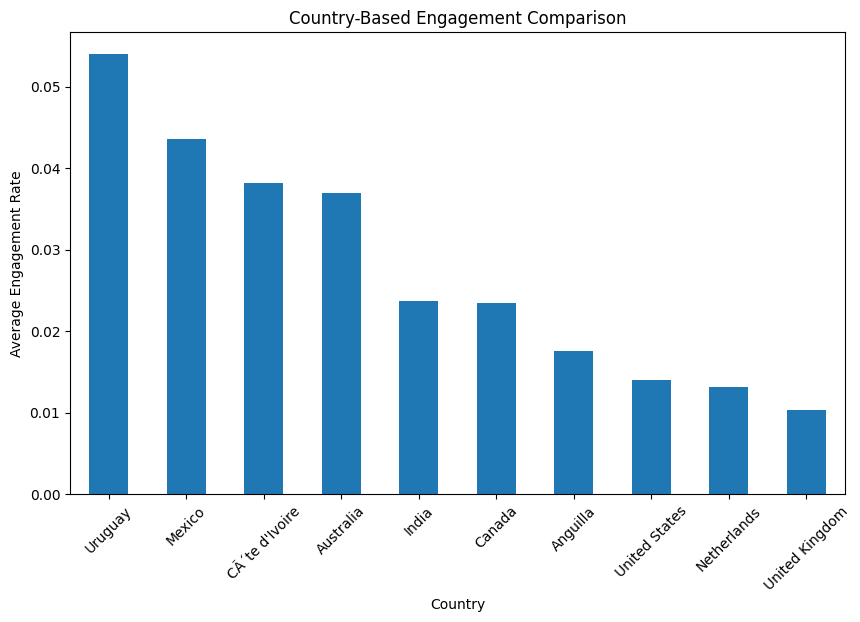 Country-Based Engagement Comparison
Average Engagement Rate
0.05
0.04
0.03
0.02
0.01
0.00
Uruguay
Mexico
CÃ´te d'Ivoire
Australia
India
Canada
Anguilla
United States
Netherlands
United Kingdom
Country